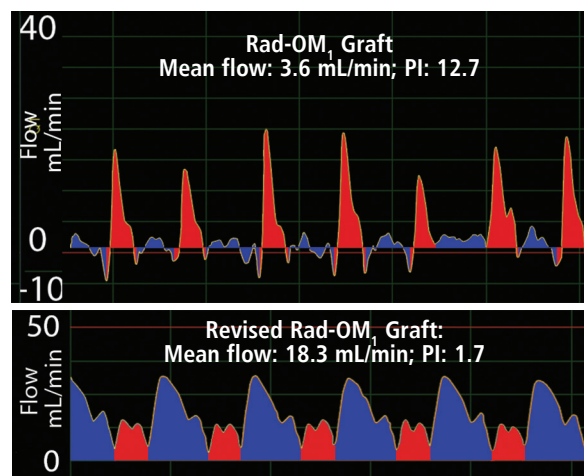 40
Rad-OM₁ Graft
Mean flow: 3.6 mL/min; PI: 12.7
Flow
mL/min
0
-10
50
Revised Rad-OM₁ Graft:
Mean flow: 18.3 mL/min; PI: 1.7
Flow
mL/min
0